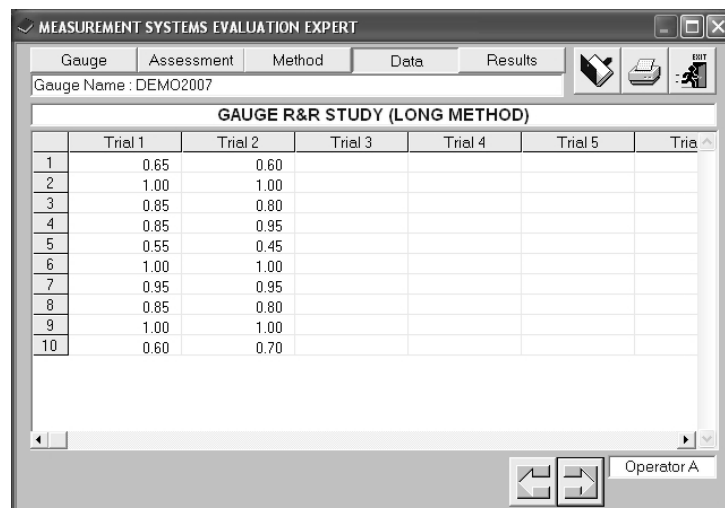 MEASUREMENT SYSTEMS EVALUATION EXPERT
Gauge Assessment Method Data Results EXIT
Gauge Name : DEMO2007
GAUGE R&R STUDY (LONG METHOD)
Trial 1 Trial 2 Trial 3 Trial 4 Trial 5 Tria
1 0.65 0.60
2 1.00 1.00
3 0.85 0.80
4 0.85 0.95
5 0.55 0.45
6 1.00 1.00
7 0.95 0.95
8 0.85 0.80
9 1.00 1.00
10 0.60 0.70
Operator A